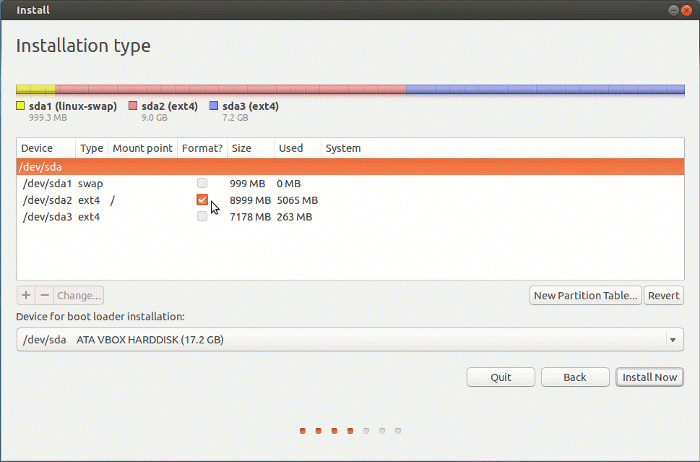 Install
Installation type
sda1 (linux-swap) sda2 (ext4) sda3 (ext4)
999.3 MB 9.0 GB 7.2 GB
Device Type Mount point Format? Size Used System
/dev/sda
/dev/sda1 swap 999 MB 0 MB
/dev/sda2 ext4 / 8999 MB 5065 MB
/dev/sda3 ext4 7178 MB 263 MB
+ − Change... New Partition Table... Revert
Device for boot loader installation:
/dev/sda ATA VBOX HARDDISK (17.2 GB)
Quit Back Install Now